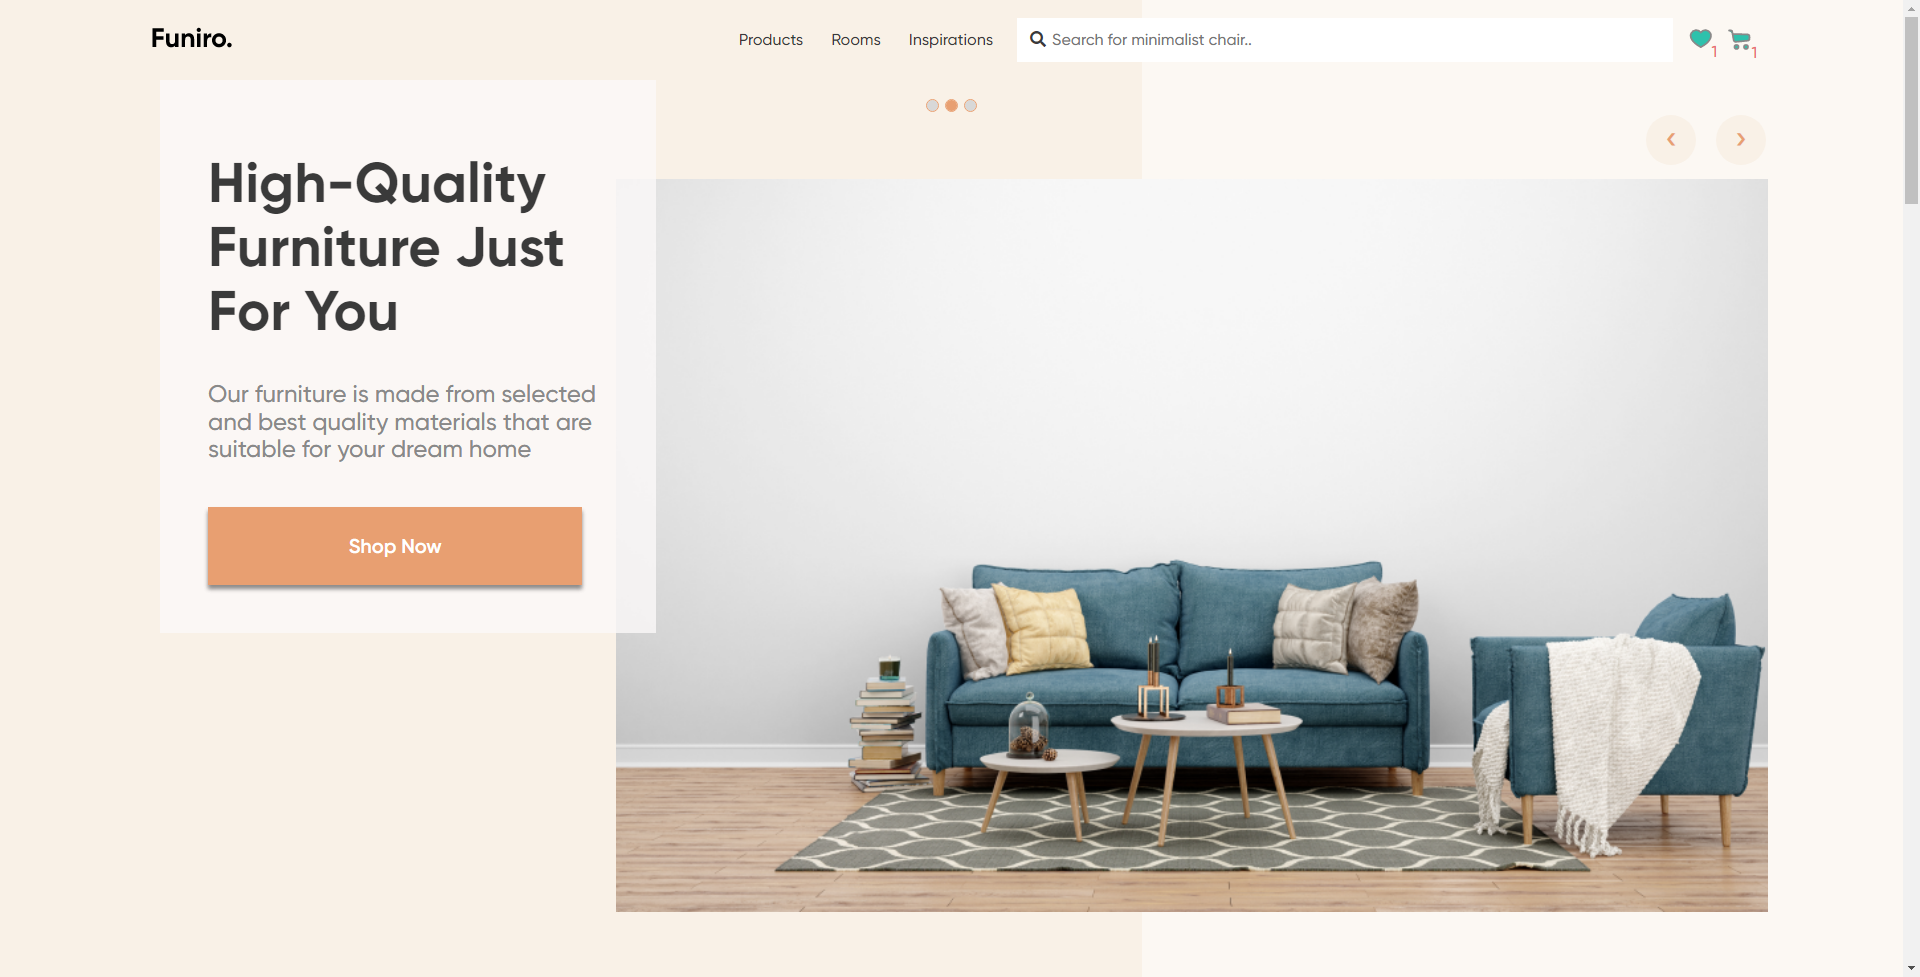 Funiro.
Products
Rooms
Inspirations
Search for minimalist chair..
1
1
High-Quality
Furniture Just
For You
Our furniture is made from selected
and best quality materials that are
suitable for your dream home
Shop Now